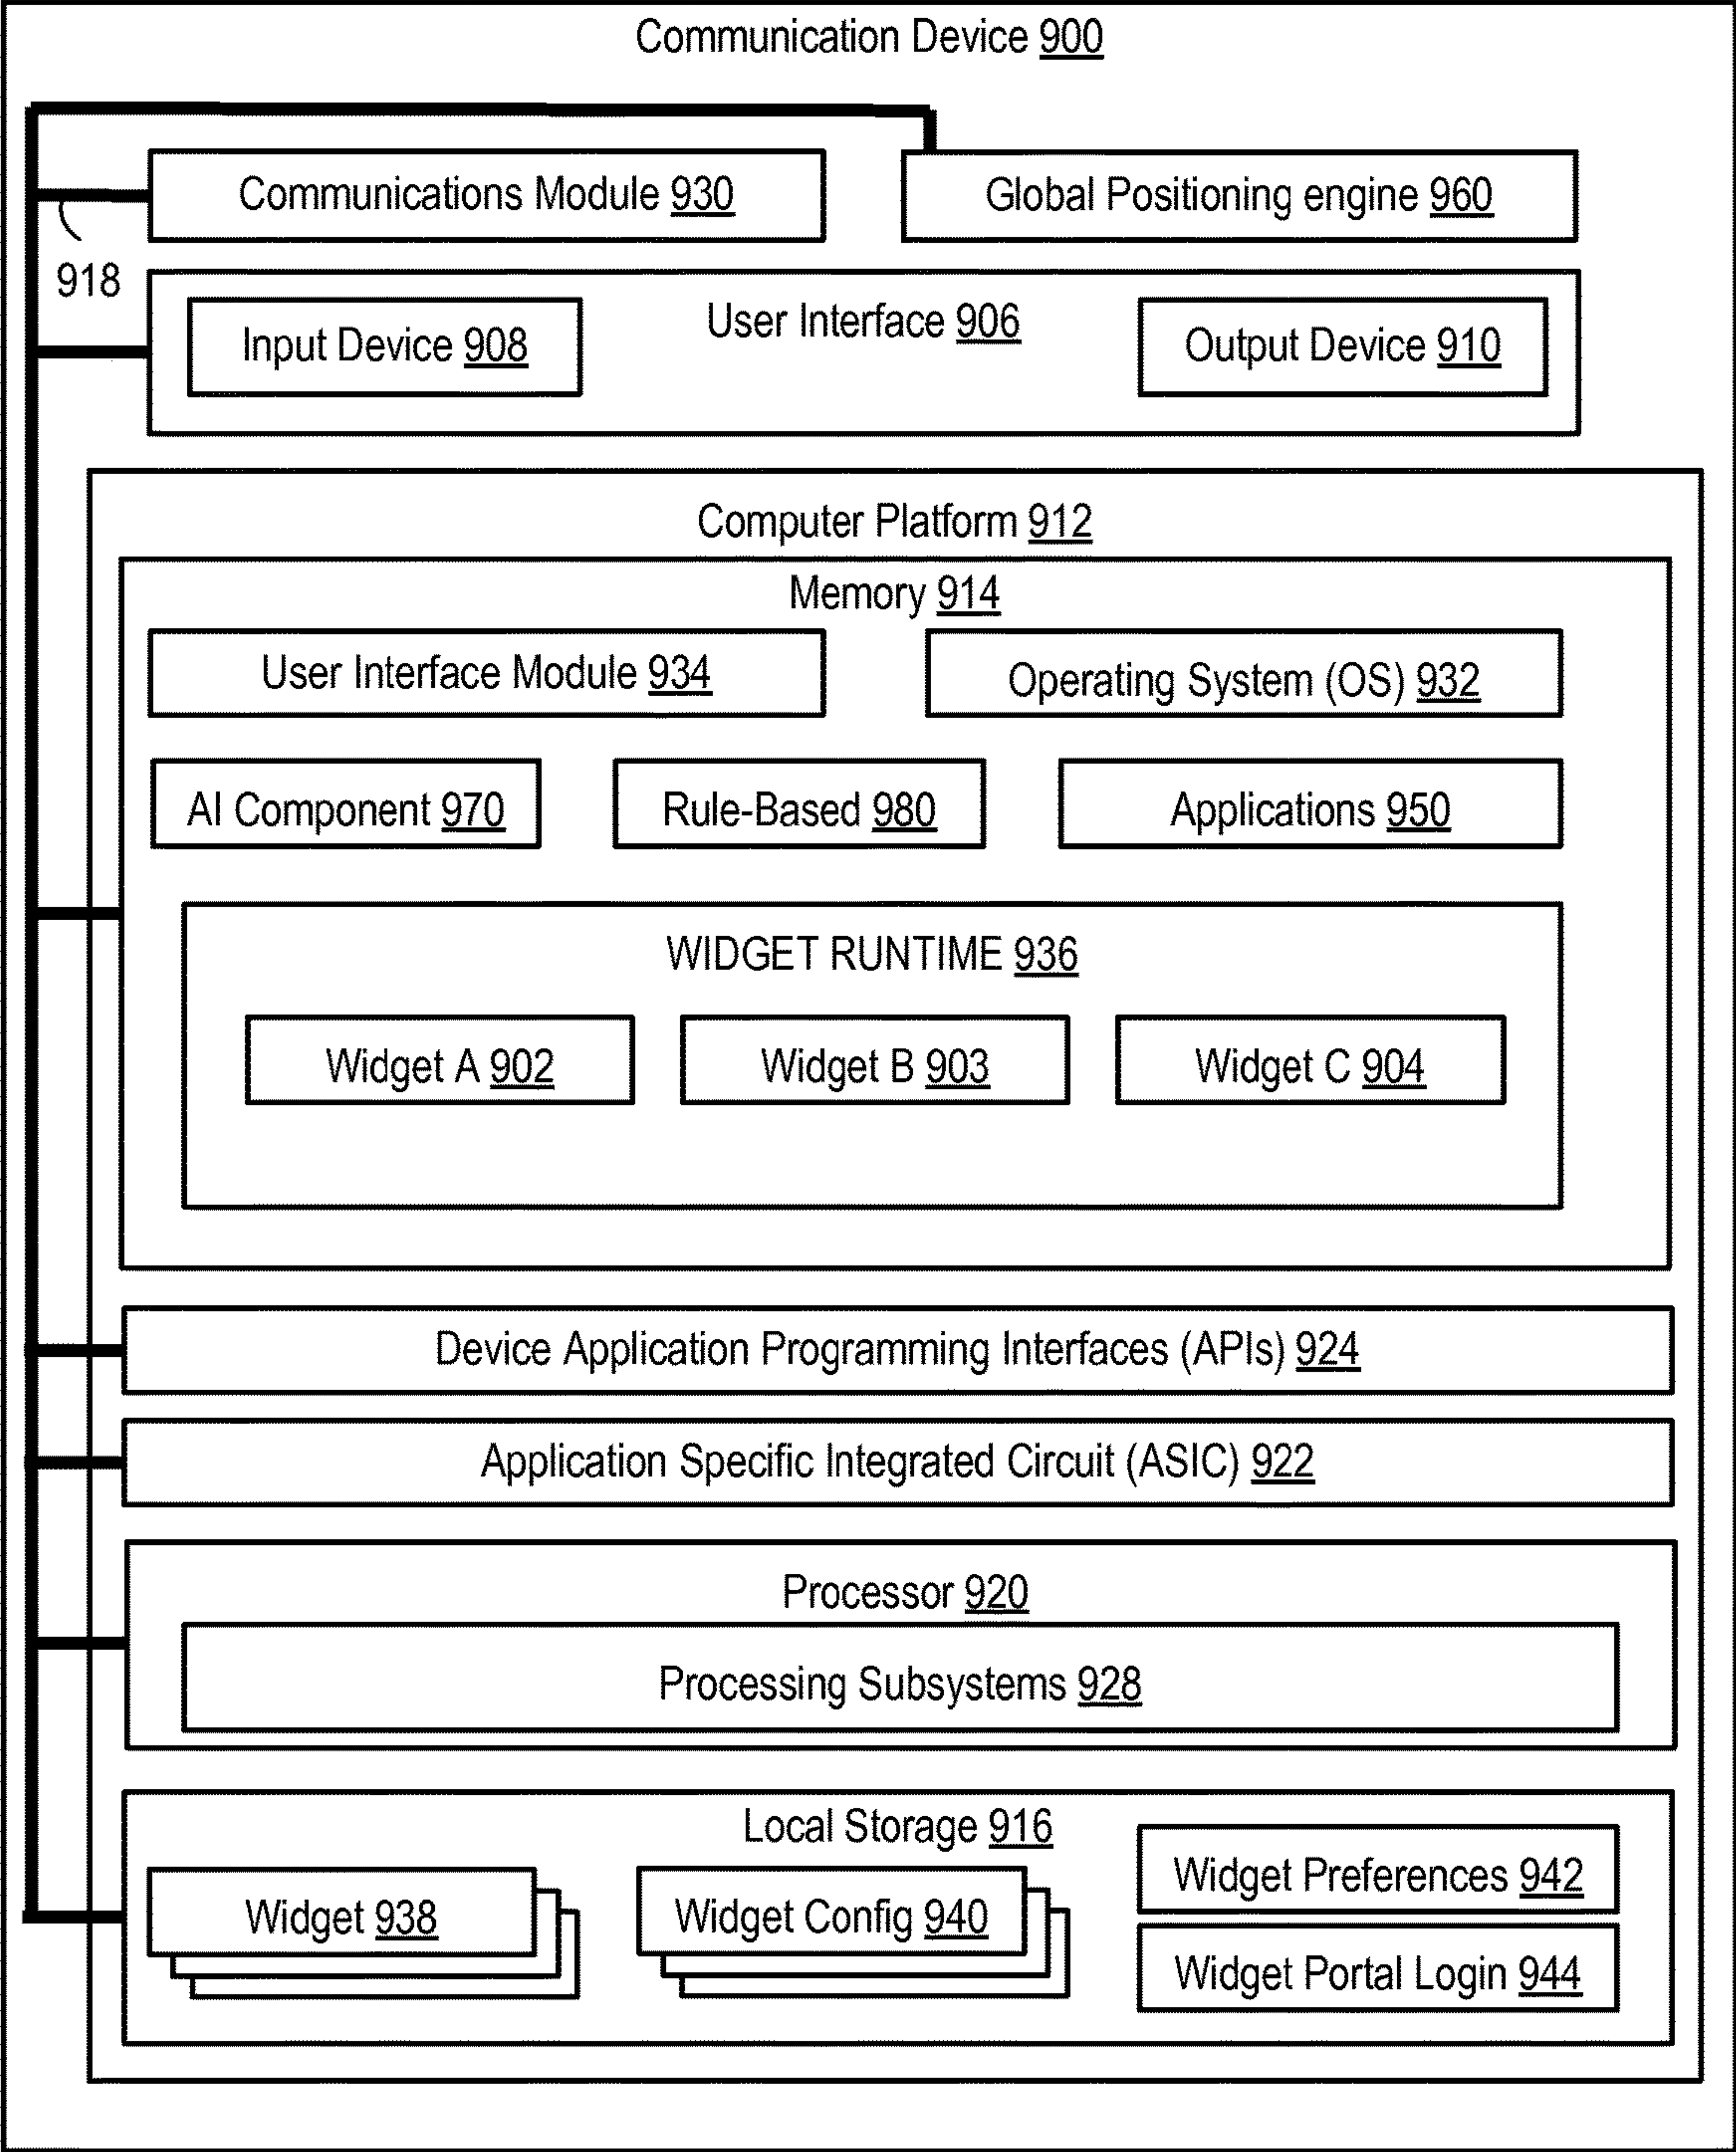 Communication Device 900
Communications Module 930
Global Positioning engine 960
918
Input Device 908
User Interface 906
Output Device 910
Computer Platform 912
Memory 914
User Interface Module 934
Operating System (OS) 932
AI Component 970
Rule-Based 980
Applications 950
WIDGET RUNTIME 936
Widget A 902
Widget B 903
Widget C 904
Device Application Programming Interfaces (APIs) 924
Application Specific Integrated Circuit (ASIC) 922
Processor 920
Processing Subsystems 928
Local Storage 916
Widget 938
Widget Config 940
Widget Preferences 942
Widget Portal Login 944